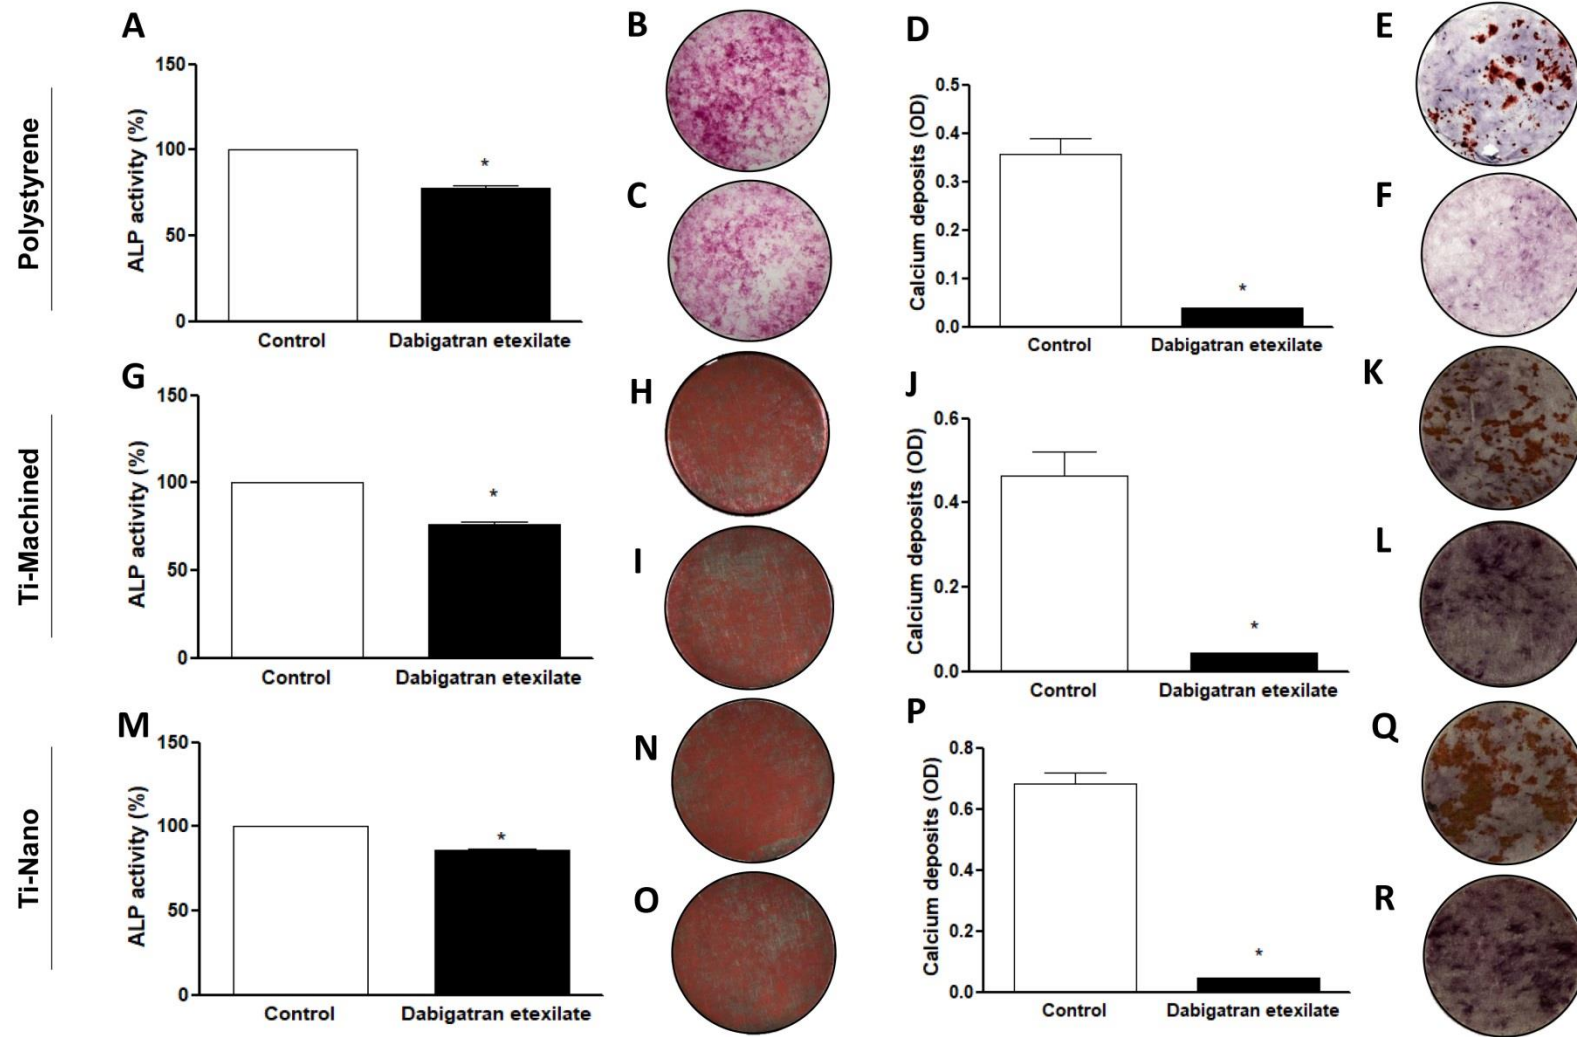 Polystyrene
A
ALP activity (%)
150
100
50
0
*
Control
Dabigatran etexilate
B
C
D
Calcium deposits (OD)
0.5
0.4
0.3
0.2
0.1
0.0
*
Control
Dabigatran etexilate
E
F
Ti-Machined
G
ALP activity (%)
150
100
50
0
*
Control
Dabigatran etexilate
H
I
J
Calcium deposits (OD)
0.6
0.4
0.2
0.0
*
Control
Dabigatran etexilate
K
L
Ti-Nano
M
ALP activity (%)
150
100
50
0
*
Control
Dabigatran etexilate
N
O
P
Calcium deposits (OD)
0.8
0.6
0.4
0.2
0.0
*
Control
Dabigatran etexilate
Q
R